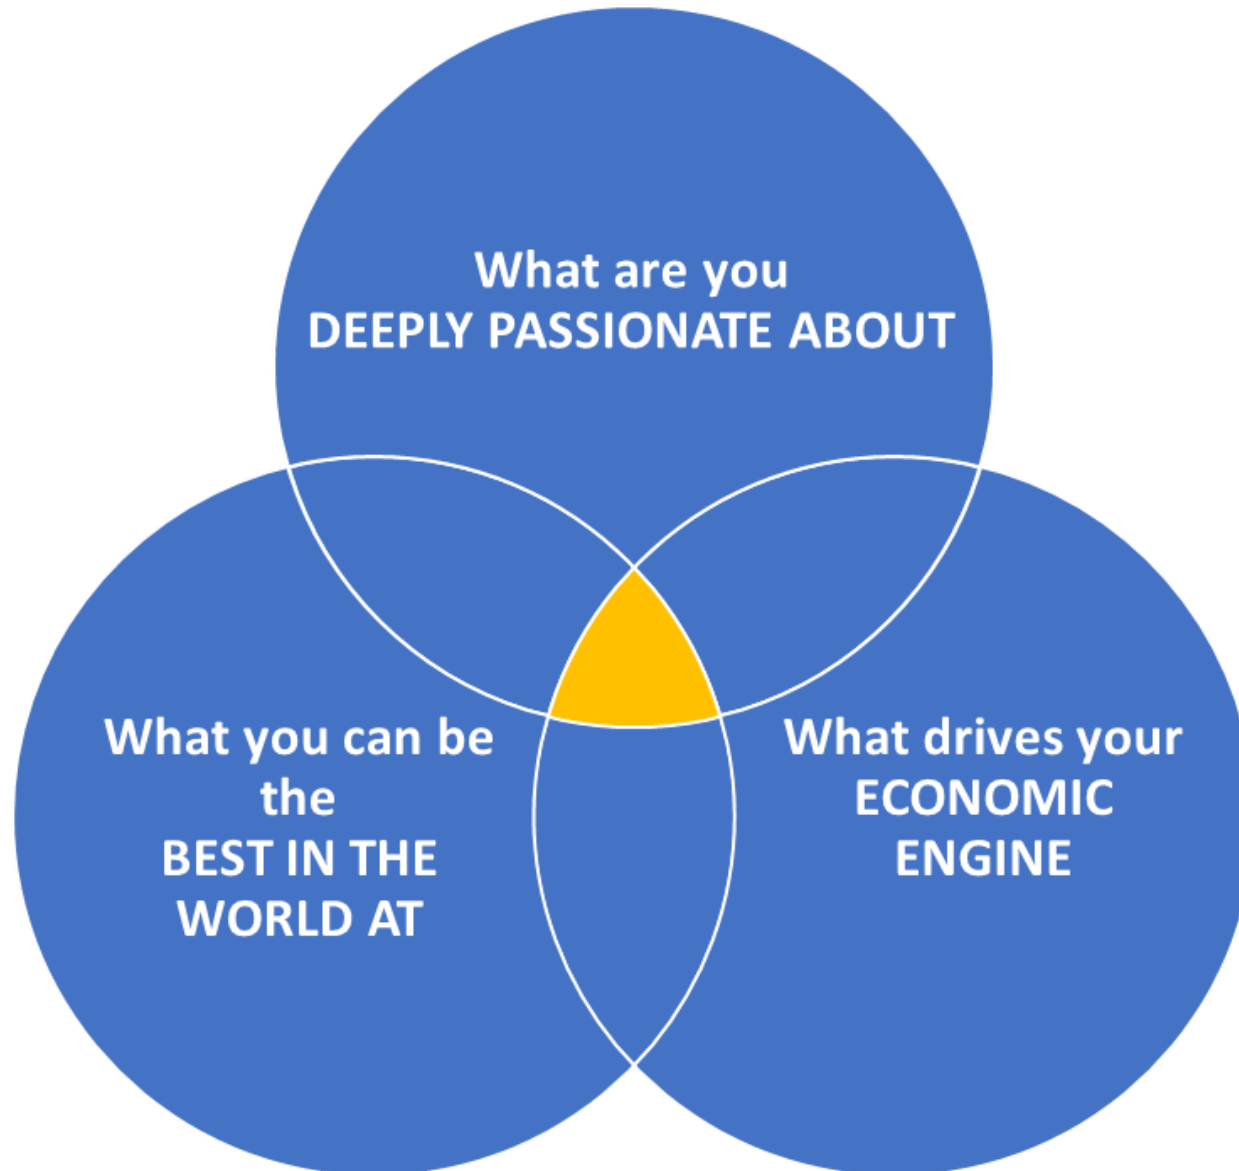 What are you
DEEPLY PASSIONATE ABOUT
What you can be
the
BEST IN THE
WORLD AT
What drives your
ECONOMIC
ENGINE